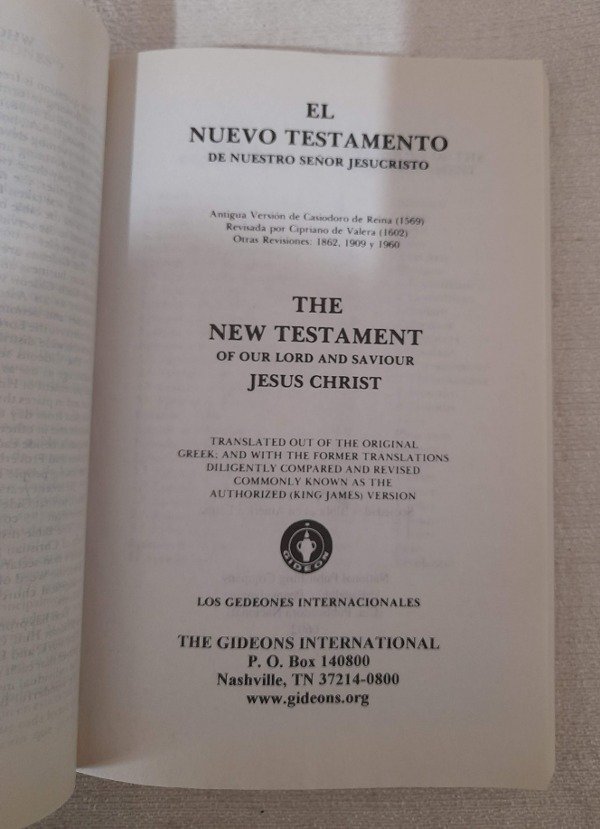 EL
NUEVO TESTAMENTO
DE NUESTRO SEÑOR JESUCRISTO
Antigua Versión de Casiodoro de Reina (1569)
Revisada por Cipriano de Valera (1602)
Otras Revisiones: 1862, 1909 y 1960
THE
NEW TESTAMENT
OF OUR LORD AND SAVIOUR
JESUS CHRIST
TRANSLATED OUT OF THE ORIGINAL
GREEK; AND WITH THE FORMER TRANSLATIONS
DILIGENTLY COMPARED AND REVISED
COMMONLY KNOWN AS THE
AUTHORIZED (KING JAMES) VERSION
GIDEON
LOS GEDEONES INTERNACIONALES
THE GIDEONS INTERNATIONAL
P. O. Box 140800
Nashville, TN 37214-0800
www.gideons.org